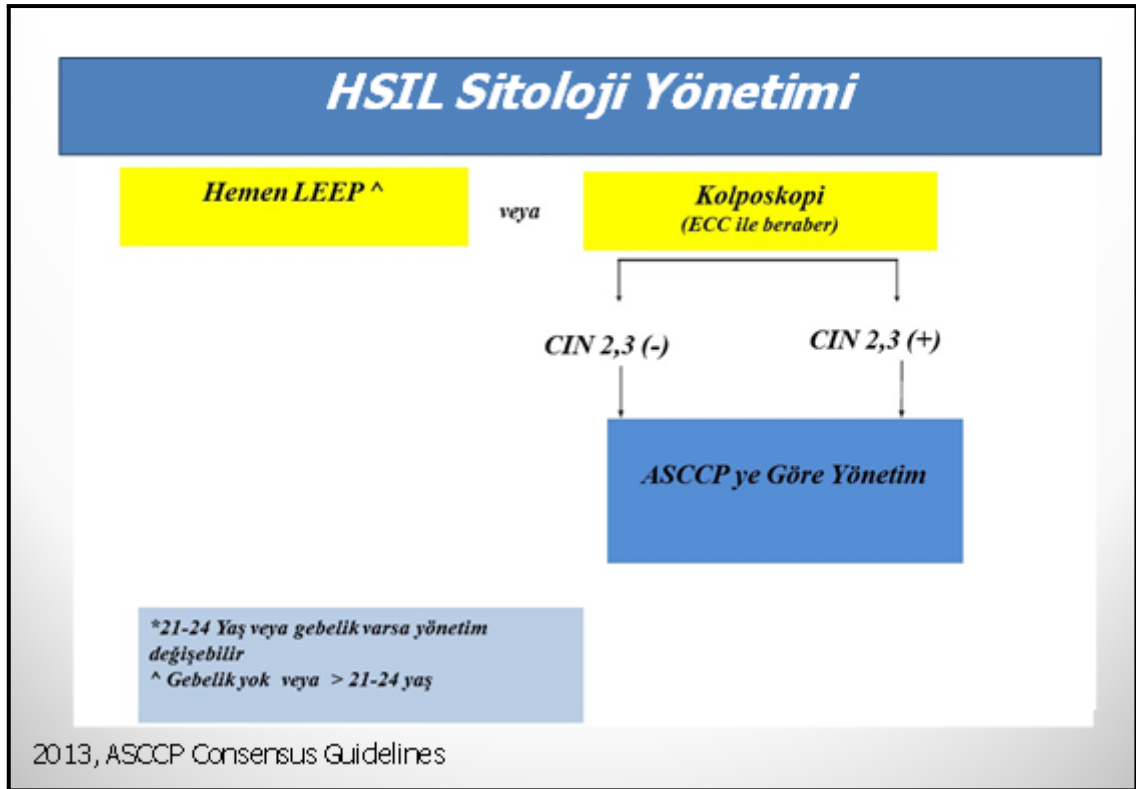 HSIL Sitoloji Yönetimi
Hemen LEEP ^
veya
Kolposkopi
(ECC ile beraber)
CIN 2,3 (-)
CIN 2,3 (+)
ASCCP ye Göre Yönetim
*21-24 Yaş veya gebelik varsa yönetim
değişebilir
^ Gebelik yok veya > 21-24 yaş
2013, ASCCP Consensus Guidelines